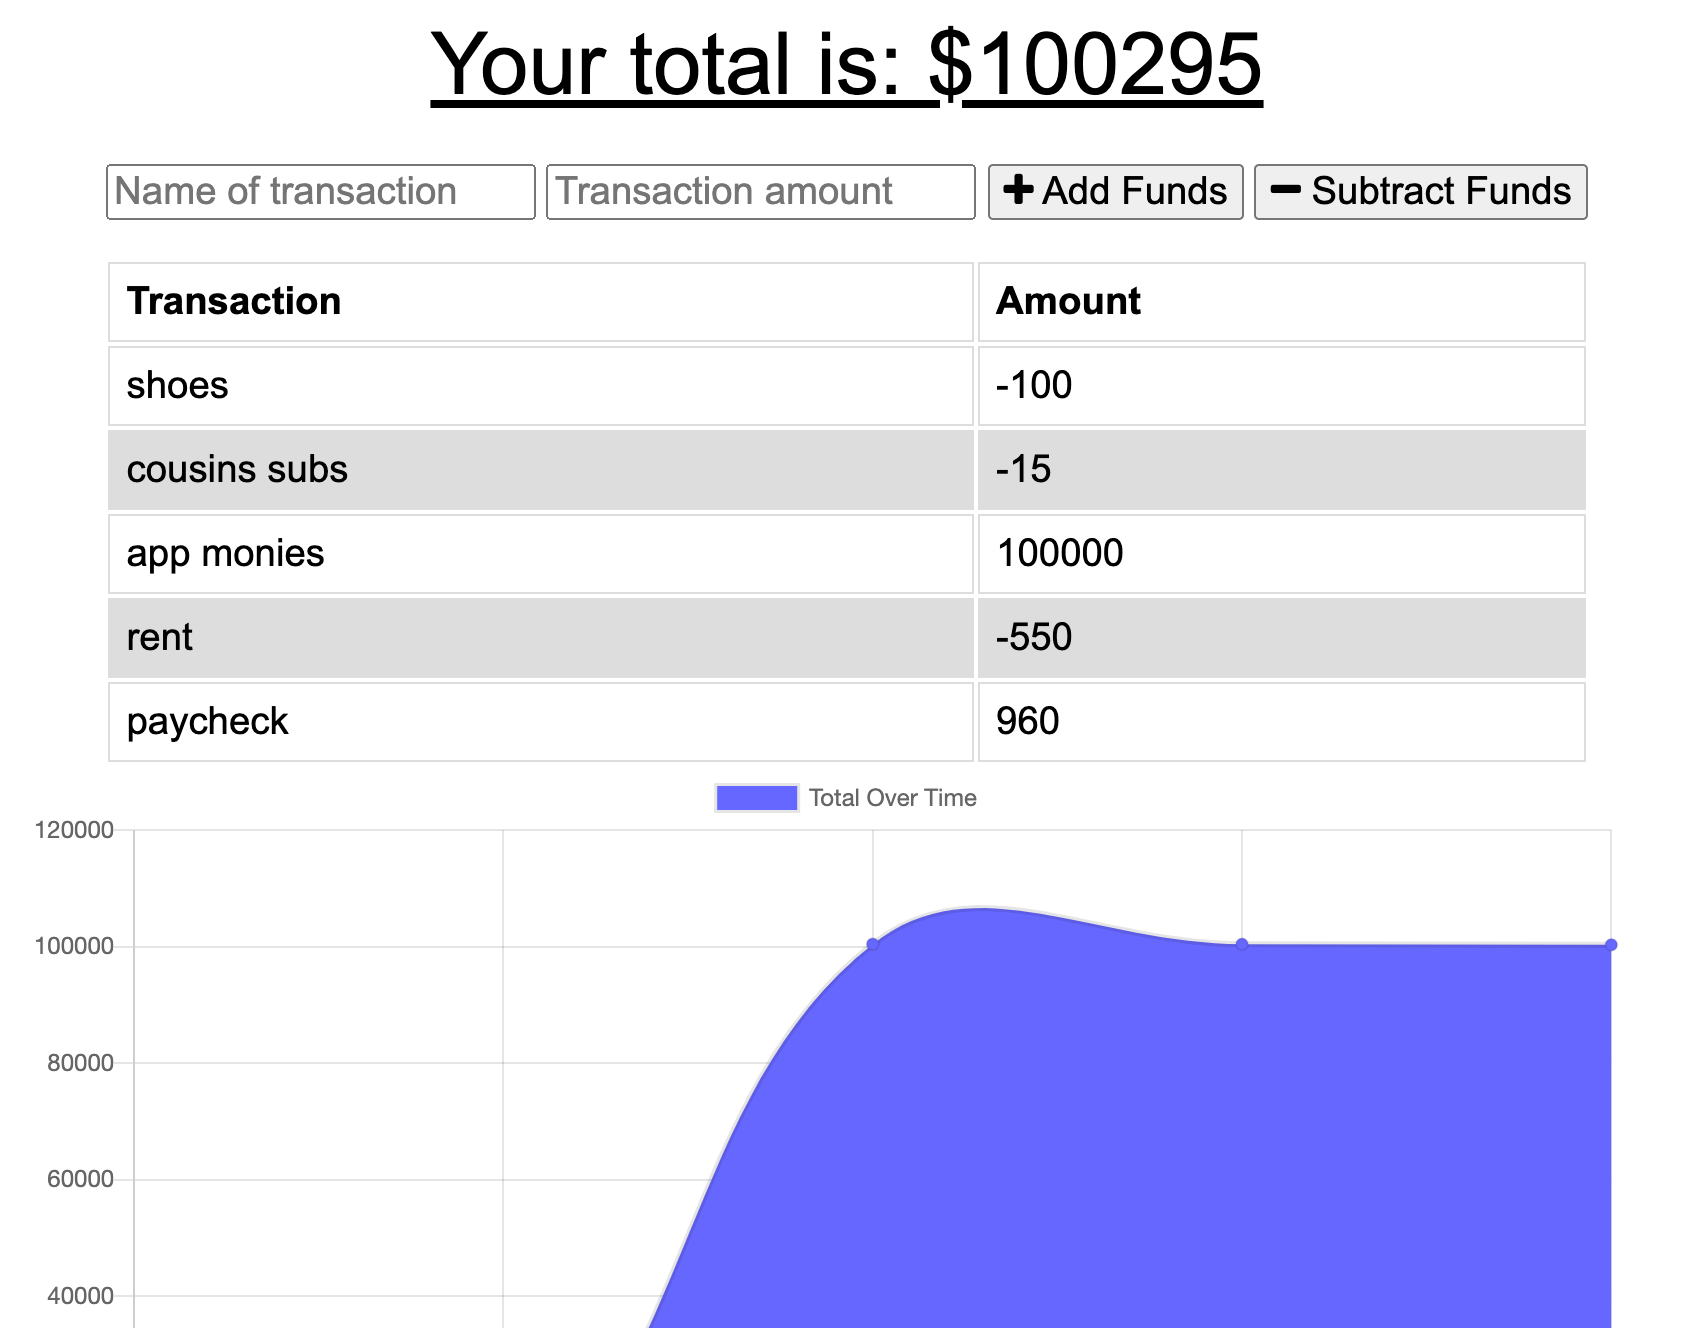 Your total is: $100295
Name of transaction Transaction amount Add Funds Subtract Funds
Transaction Amount
shoes -100
cousins subs -15
app monies 100000
rent -550
paycheck 960
Total Over Time
120000
100000
80000
60000
40000